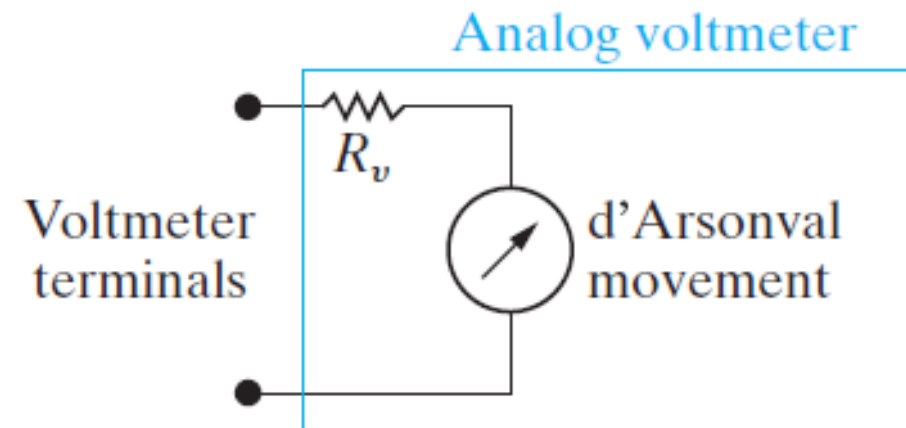 Analog voltmeter
R_v
Voltmeter
terminals
d’Arsonval
movement